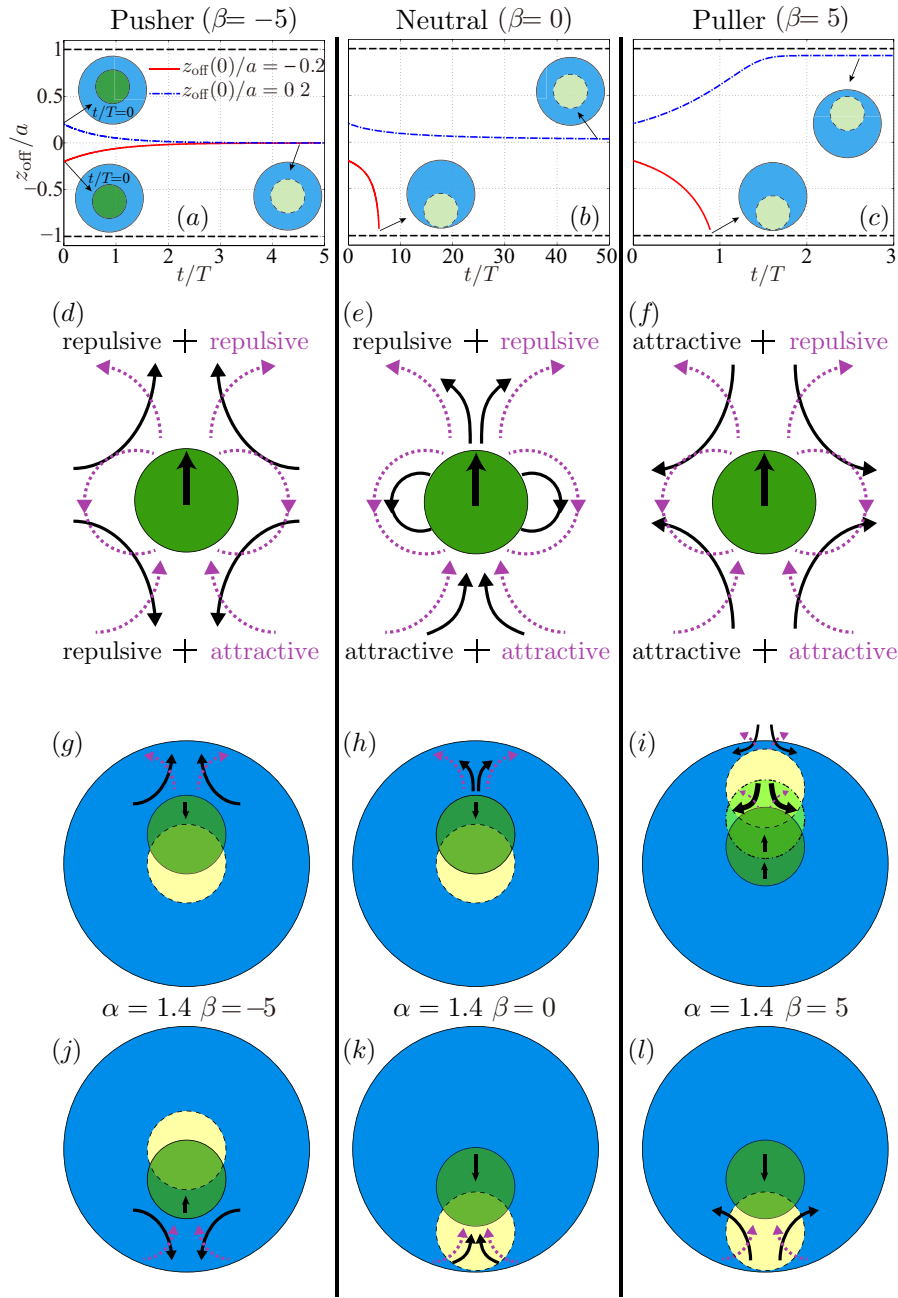 Pusher (β= −5)
Neutral (β= 0)
Puller (β= 5)
z_off/a
1
0.5
0
−0.5
−1
z_off(0)/a = −0.2
z_off(0)/a = 0 2
t/T=0
t/T=0
(a)
(b)
(c)
0 1 2 3 4 5
0 10 20 30 40 50
0 1 2 3
t/T
t/T
t/T
(d)
(e)
(f)
repulsive + repulsive
repulsive + repulsive
attractive + repulsive
repulsive + attractive
attractive + attractive
attractive + attractive
(g)
(h)
(i)
α = 1.4 β = −5
α = 1.4 β = 0
α = 1.4 β = 5
(j)
(k)
(l)